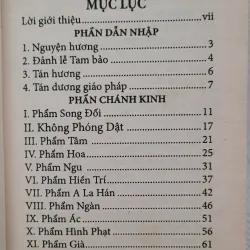 MỤC LỤC
Lời giới thiệu vii
PHẦN DẪN NHẬP
1. Nguyện hương 3
2. Đảnh lễ Tam bảo 4
3. Tán hương 6
4. Tán dương giáo pháp 7
PHẦN CHÁNH KINH
I. Phẩm Song Đối 11
II. Phẩm Không Phóng Dật 17
III. Phẩm Tâm 21
IV. Phẩm Hoa 25
V. Phẩm Ngu 31
VI. Phẩm Hiền Trí 37
VII. Phẩm A La Hán 42
VIII. Phẩm Ngàn 46
IX. Phẩm Ác 51
X. Phẩm Hình Phạt 56
XI. Phẩm Già 61